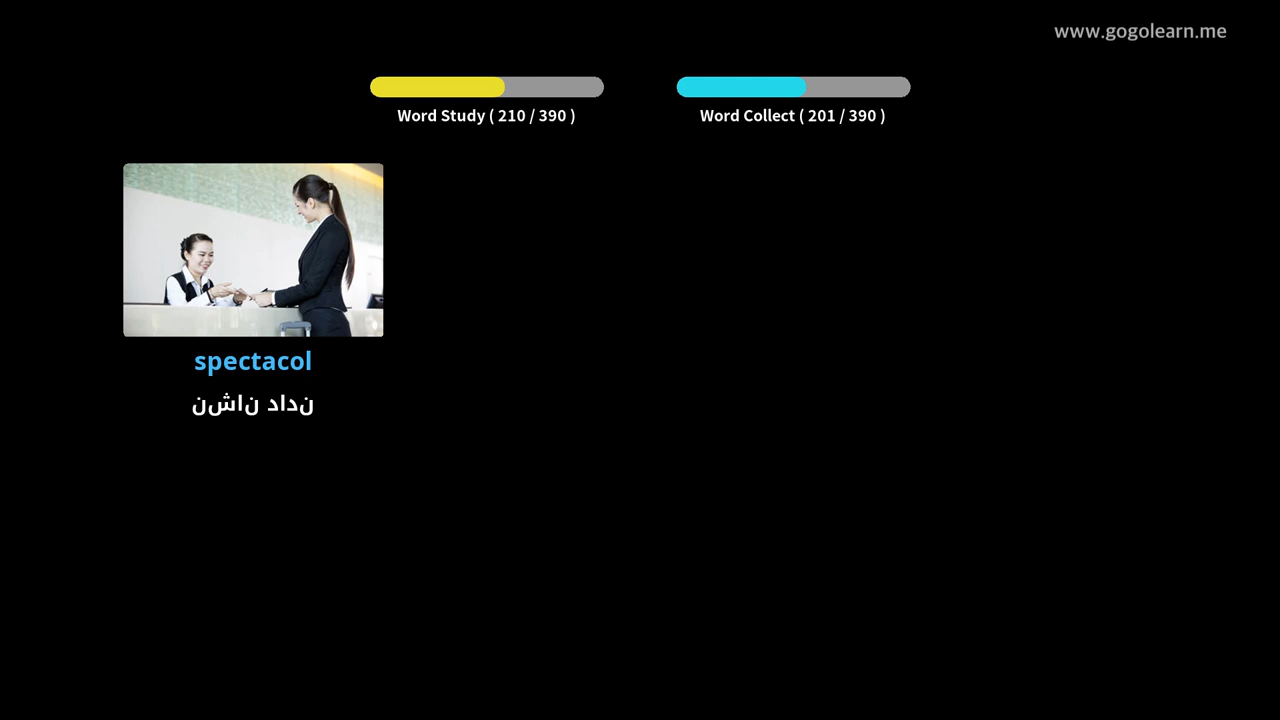 www.gogolearn.me
Word Study ( 210 / 390 )
Word Collect ( 201 / 390 )
spectacol
نداد ناشن